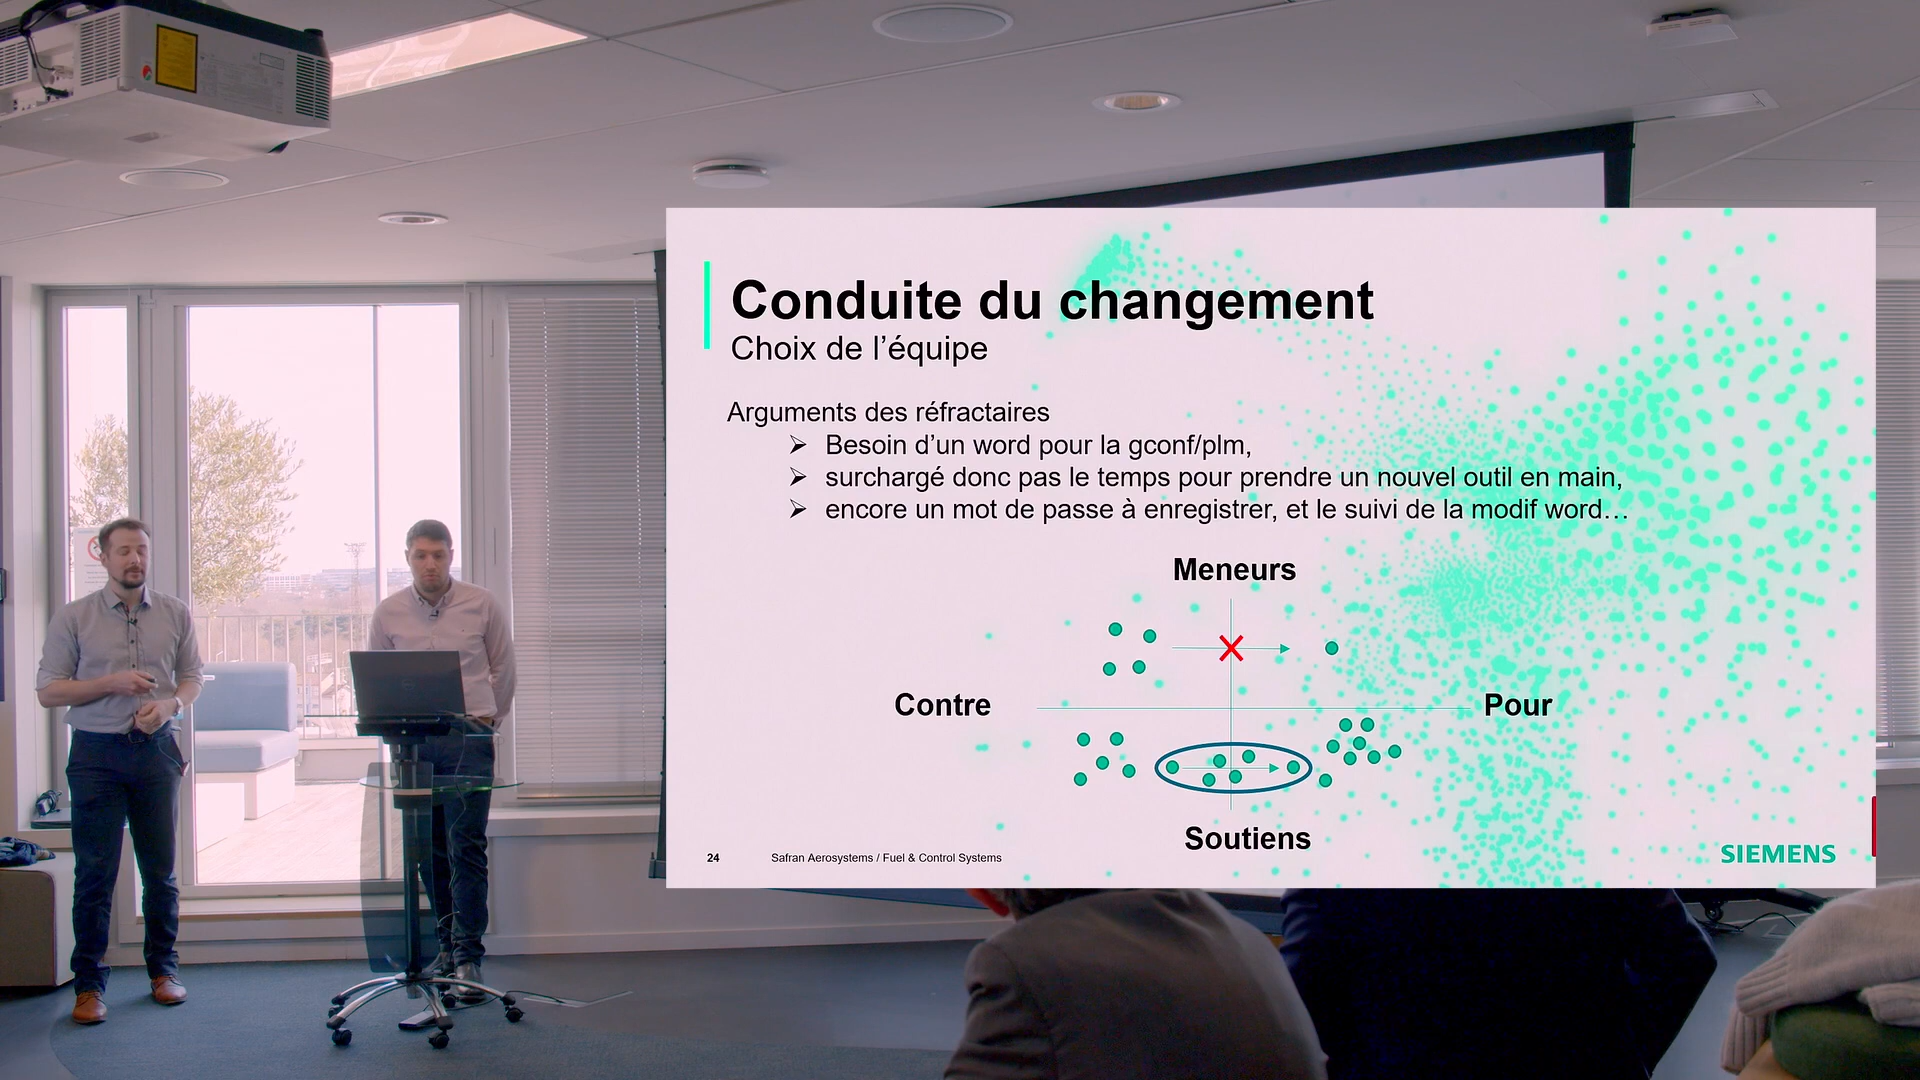 Conduite du changement
Choix de l’équipe
Arguments des réfractaires
Besoin d’un word pour la gconf/plm,
surchargé donc pas le temps pour prendre un nouvel outil en main,
encore un mot de passe à enregistrer, et le suivi de la modif word…
Meneurs
Contre
Pour
Soutiens
24
Safran Aerosystems / Fuel & Control Systems
SIEMENS